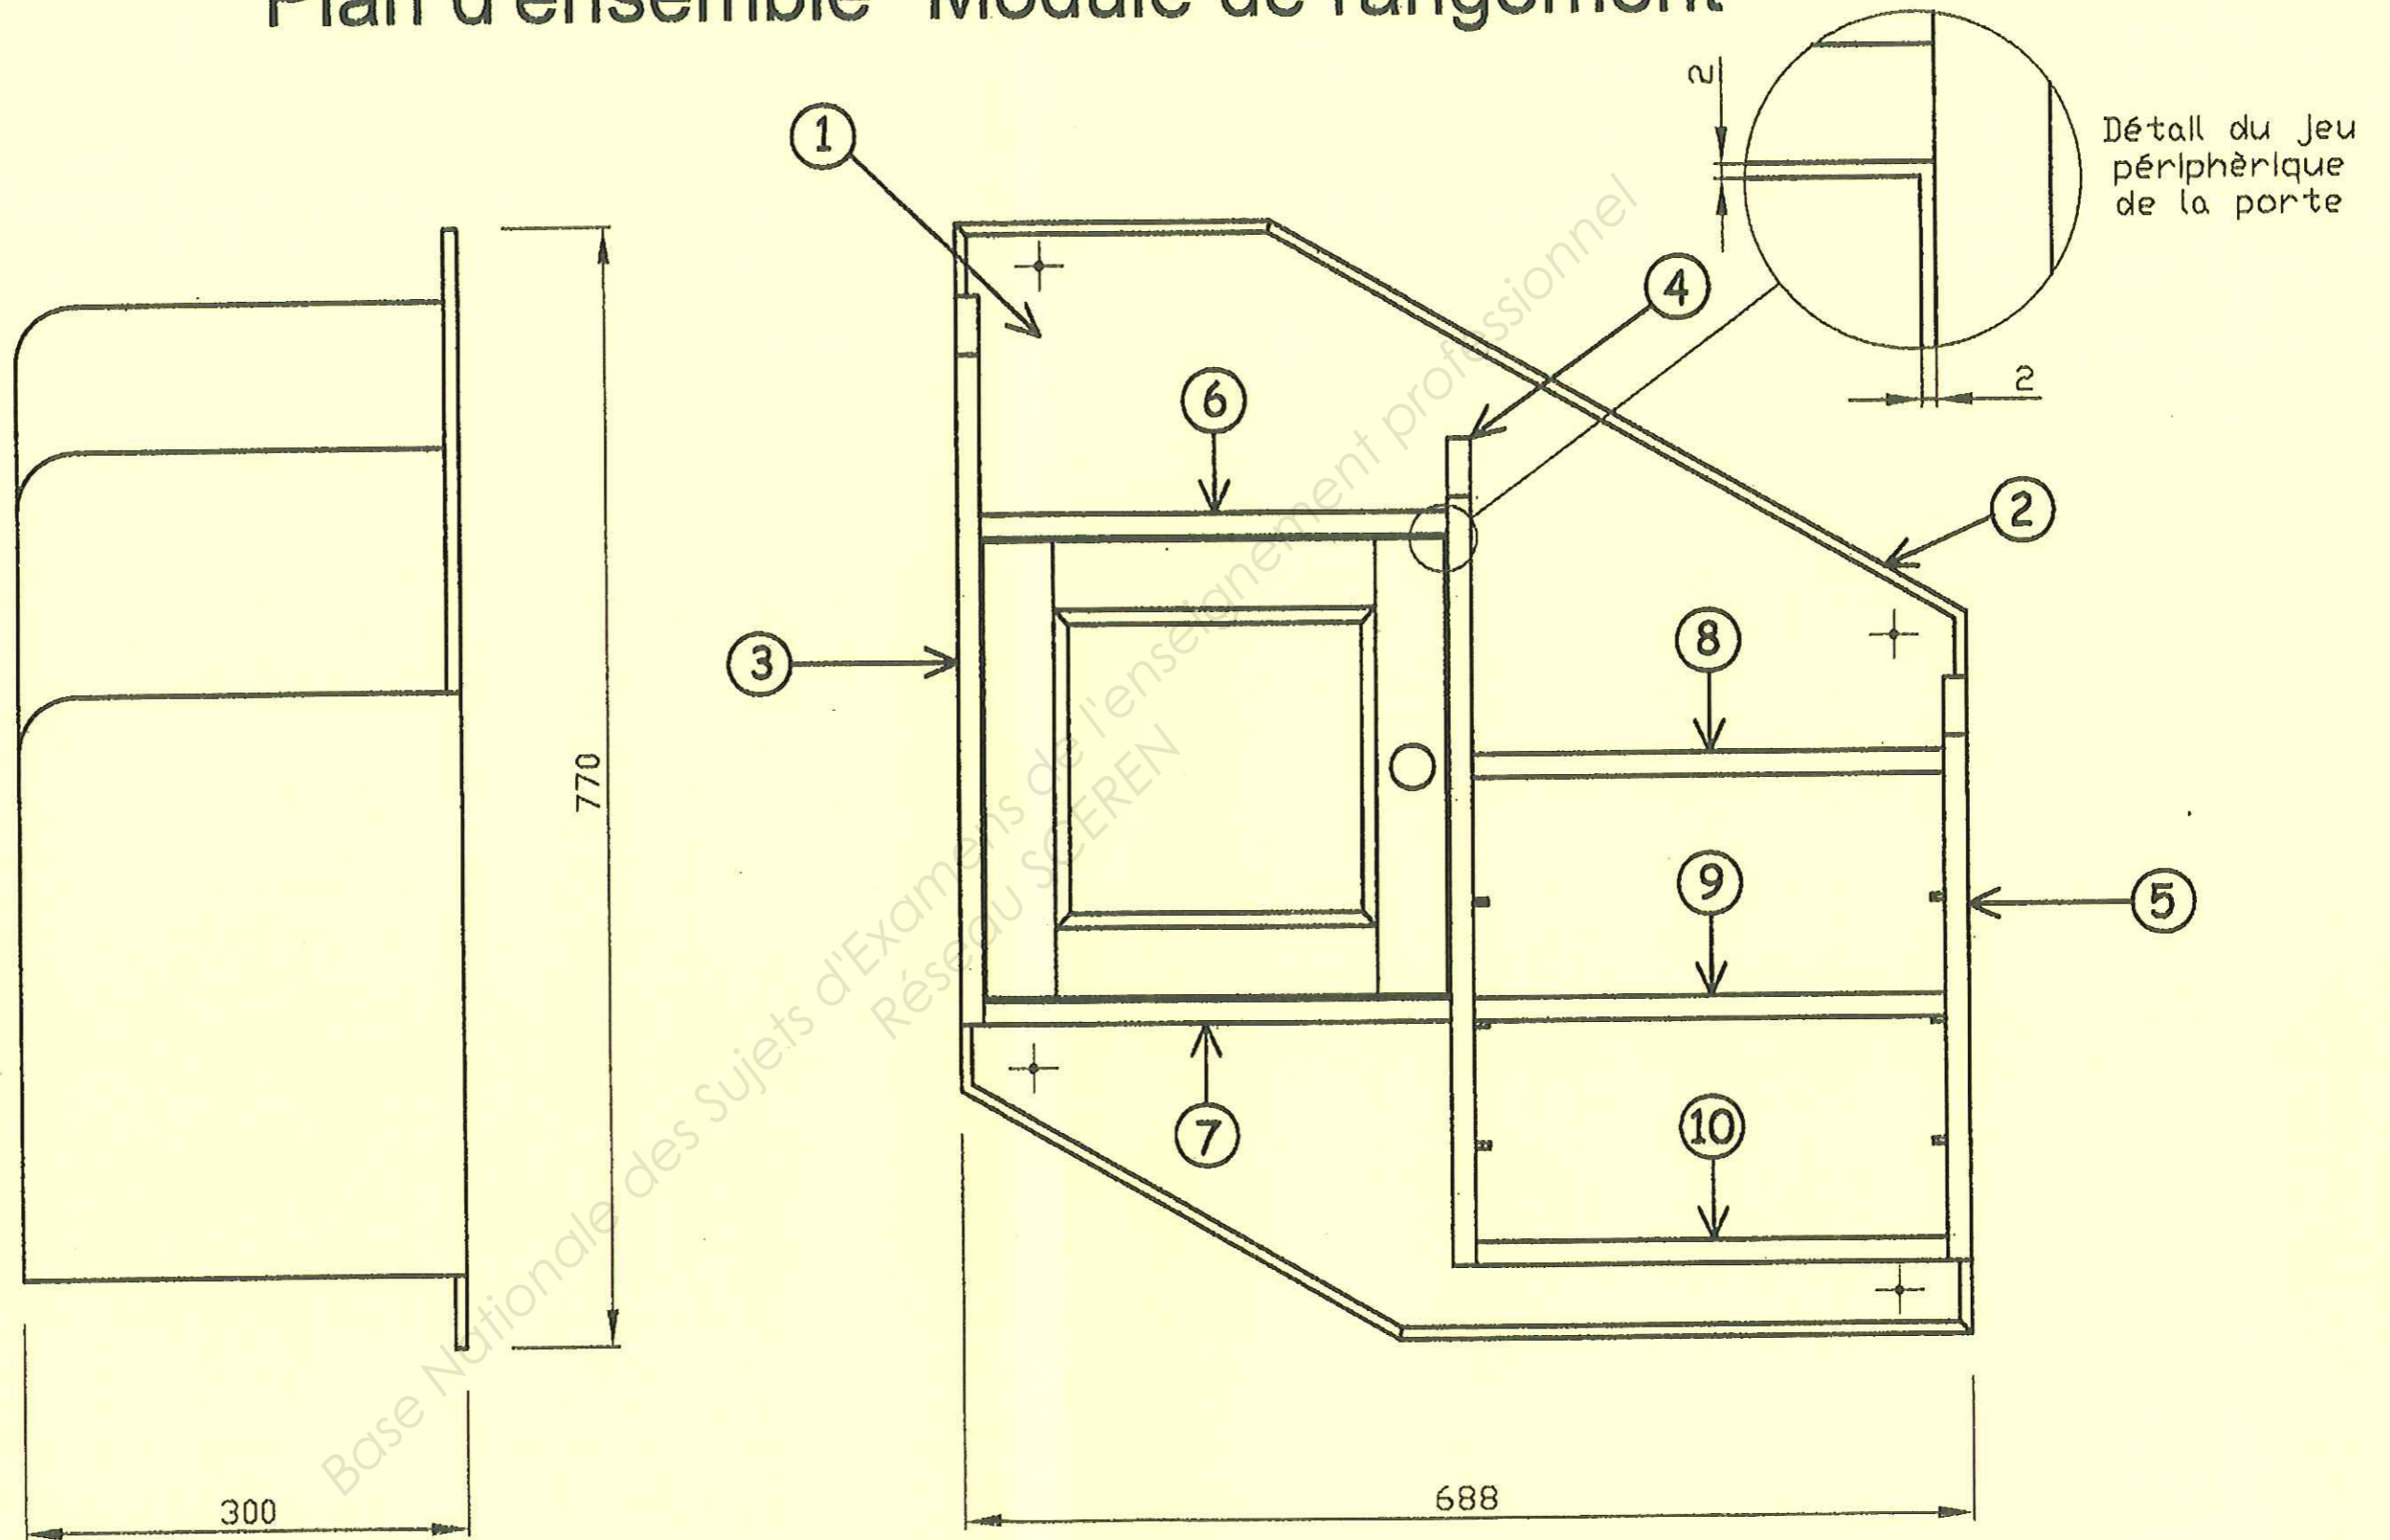 Plan d'ensemble "Module de rangement"
2
Détail du jeu
périphèrique
de la porte
1
4
6
2
2
3
8
770
9
5
7
10
300
688
Base Nationale des Sujets d'Examens de l'enseignement professionnel
Réseau SCEREN